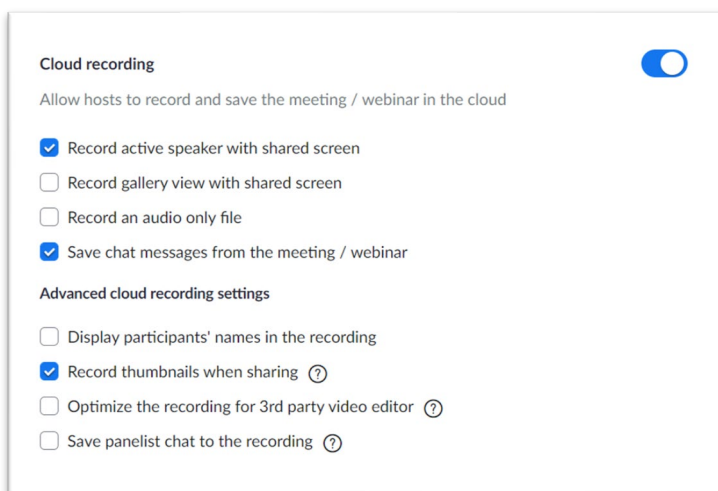 Cloud recording
Allow hosts to record and save the meeting / webinar in the cloud
Record active speaker with shared screen
Record gallery view with shared screen
Record an audio only file
Save chat messages from the meeting / webinar
Advanced cloud recording settings
Display participants' names in the recording
Record thumbnails when sharing ?
Optimize the recording for 3rd party video editor ?
Save panelist chat to the recording ?